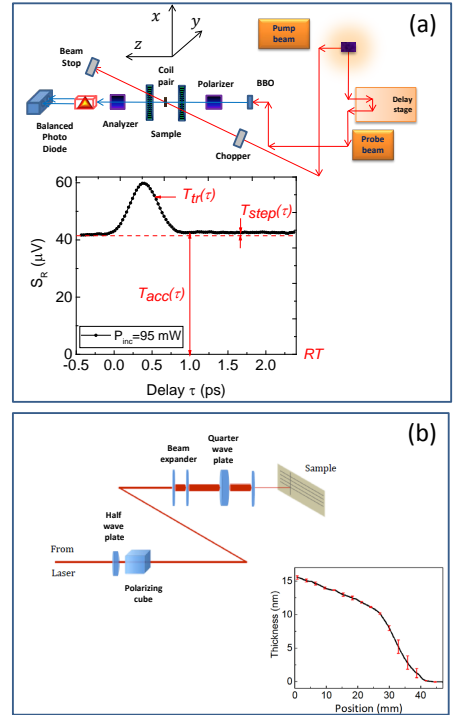 (a)
x
y
z
Beam
Stop
Coil
pair
Polarizer
BBO
Pump
beam
Delay
stage
Probe
beam
Balanced
Photo
Diode
Analyzer
Sample
Chopper
60
40
20
0
S_R (μV)
T_tr(τ)
T_step(τ)
T_acc(τ)
P_inc=95 mW
RT
-0.5 0.0 0.5 1.0 1.5 2.0
Delay τ (ps)
(b)
Beam
expander
Quarter
wave
plate
Sample
Half
wave
plate
From
Laser
Polarizing
cube
15
10
5
0
Thickness (nm)
0 10 20 30 40
Position (mm)